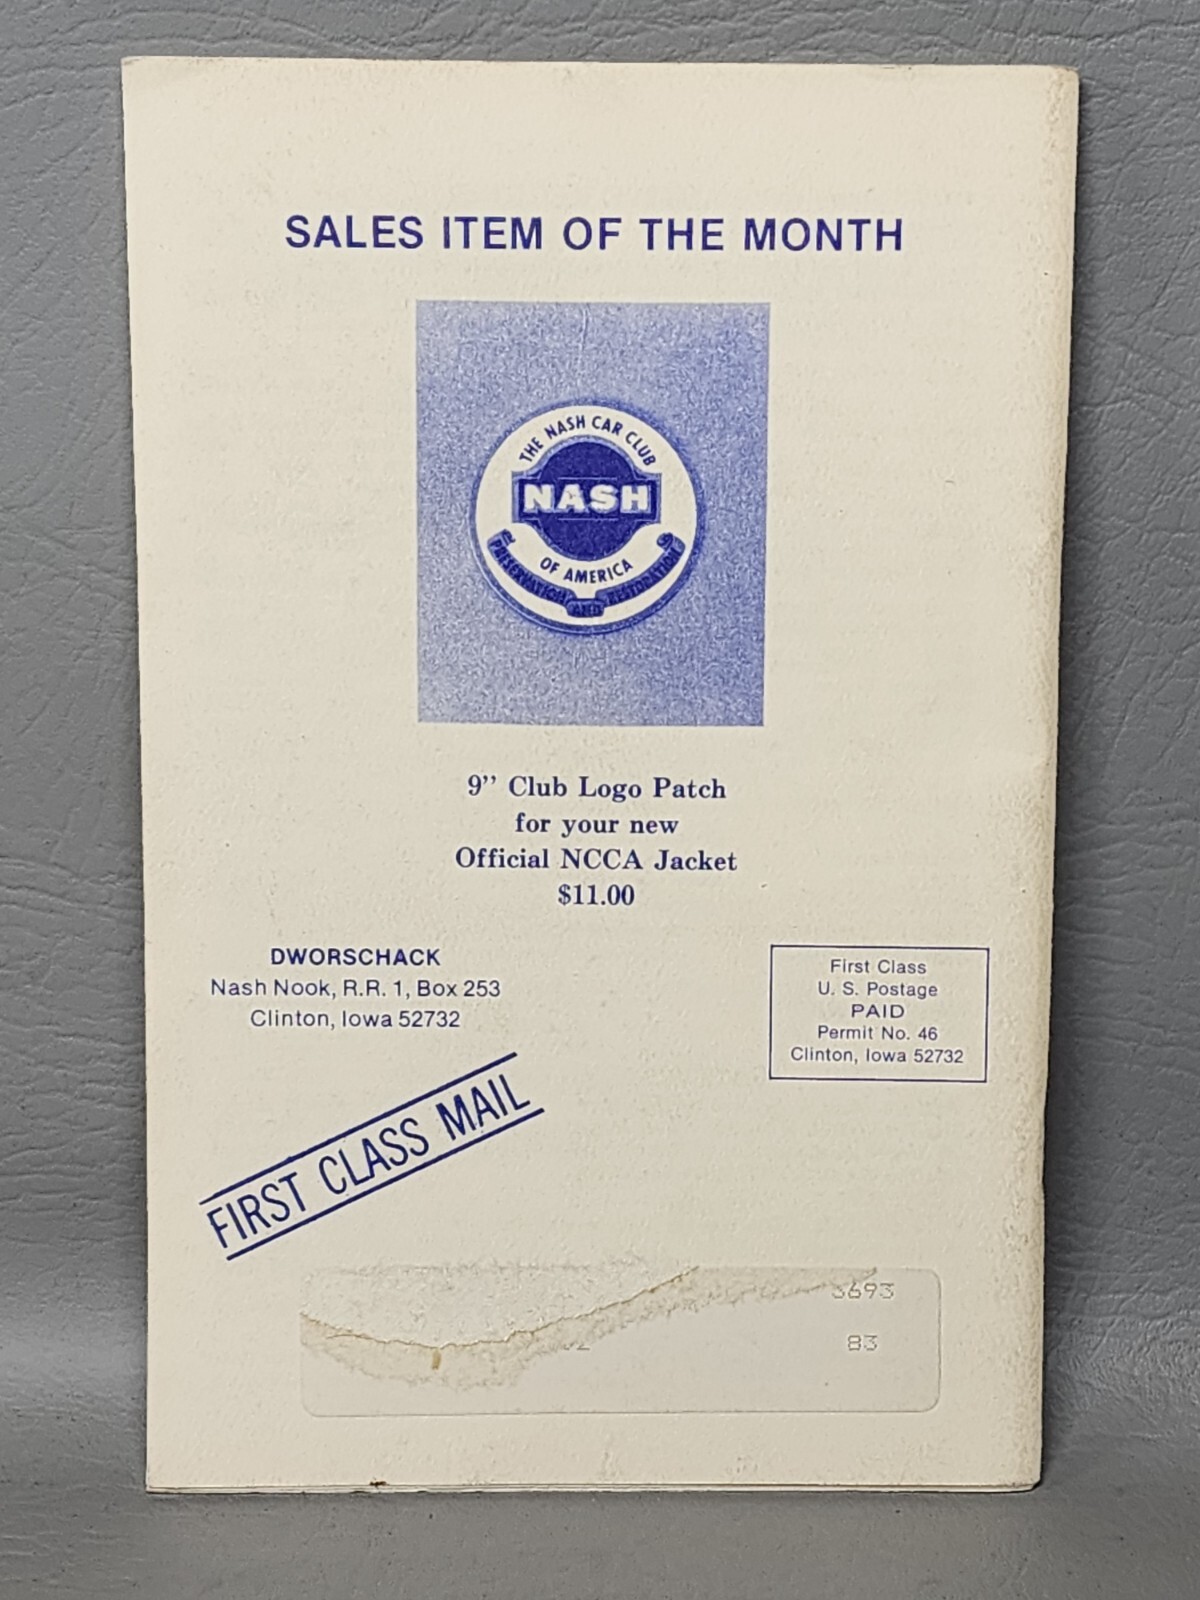 SALES ITEM OF THE MONTH
THE NASH CAR CLUB
NASH
OF AMERICA
PRESERVATION AND RESTORATION
9" Club Logo Patch
for your new
Official NCCA Jacket
$11.00
DWORSCHACK
Nash Nook, R.R. 1, Box 253
Clinton, Iowa 52732
First Class
U. S. Postage
PAID
Permit No. 46
Clinton, Iowa 52732
FIRST CLASS MAIL
3693
83